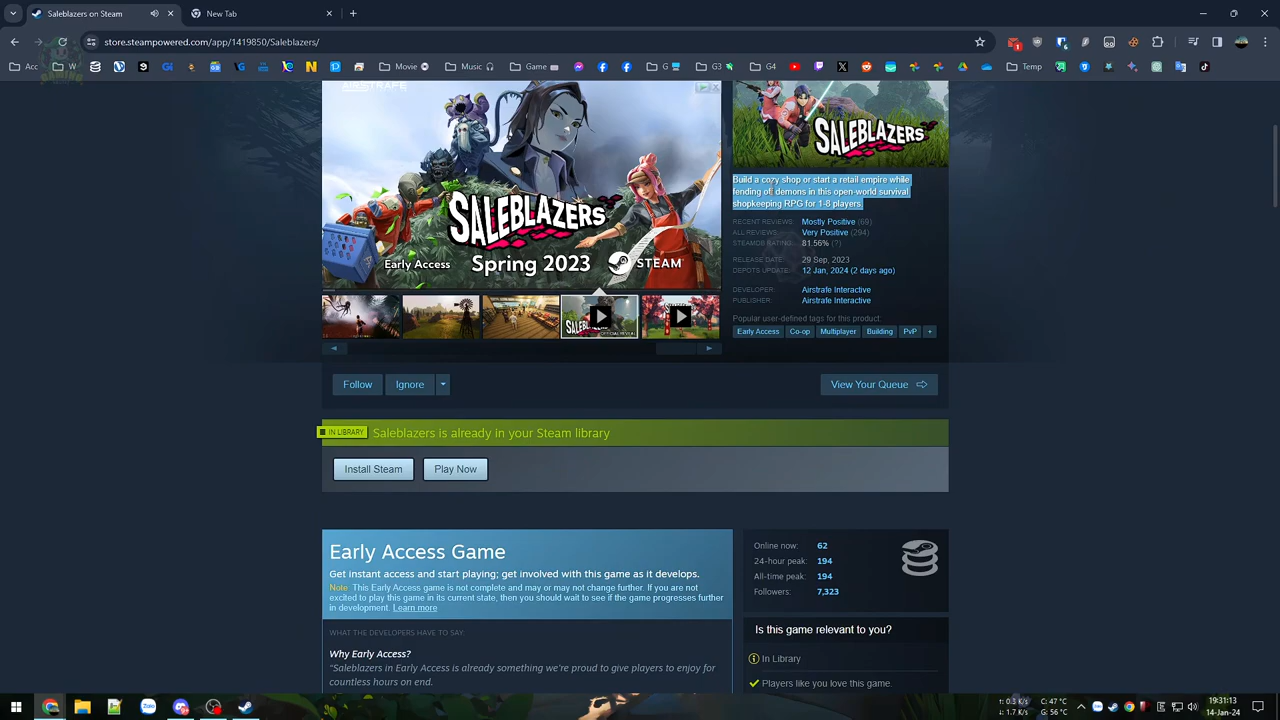 Saleblazers on Steam
New Tab
store.steampowered.com/app/1419850/Saleblazers/
Movie
Music
Game
G
G3
G4
Temp
AIRSTRAFE
SALEBLAZERS
Early Access
Spring 2023
STEAM
OFFICIAL REVEAL
SALEBLAZERS
Build a cozy shop or start a retail empire while
fending of demons in this open-world survival
shopkeeping RPG for 1-8 players.
RECENT REVIEWS: Mostly Positive (69)
ALL REVIEWS: Very Positive (294)
STEAMDB RATING: 81.56% (?)
RELEASE DATE: 29 Sep, 2023
DEPOTS UPDATE: 12 Jan, 2024 (2 days ago)
DEVELOPER: Airstrafe Interactive
PUBLISHER: Airstrafe Interactive
Popular user-defined tags for this product:
Early Access Co-op Multiplayer Building PvP +
Follow Ignore
View Your Queue
IN LIBRARY Saleblazers is already in your Steam library
Install Steam Play Now
Early Access Game
Get instant access and start playing; get involved with this game as it develops.
Note: This Early Access game is not complete and may or may not change further. If you are not
excited to play this game in its current state, then you should wait to see if the game progresses further
in development. Learn more
WHAT THE DEVELOPERS HAVE TO SAY:
Why Early Access?
“Saleblazers in Early Access is already something we're proud to give players to enjoy for
countless hours on end.
Online now: 62
24-hour peak: 194
All-time peak: 194
Followers: 7,323
Is this game relevant to you?
In Library
Players like you love this game.
↑: 0.3 K/s
↓: 1.7 K/s
C: 47 °C
G: 56 °C
19:31:13
14-Jan-24